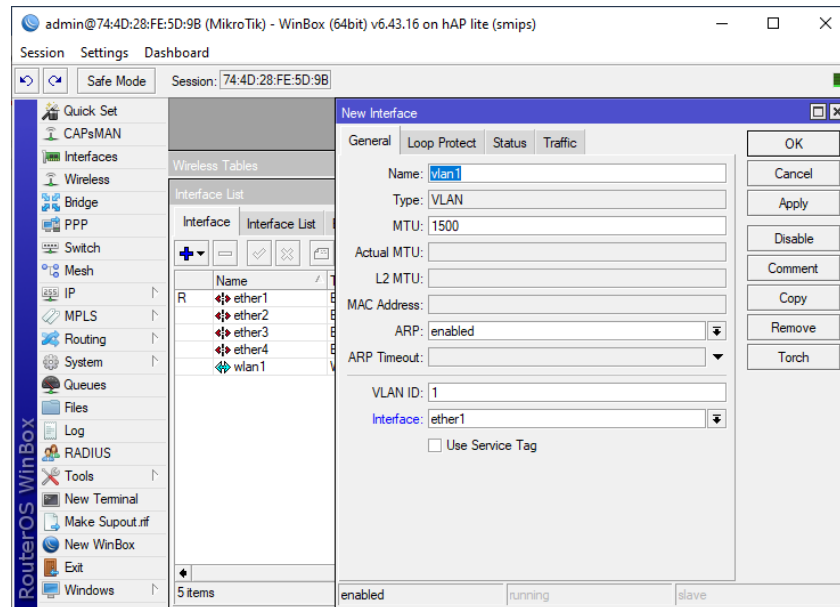 admin@74:4D:28:FE:5D:9B (MikroTik) - WinBox (64bit) v6.43.16 on hAP lite (smips)
Session Settings Dashboard
Safe Mode Session: 74:4D:28:FE:5D:9B
RouterOS WinBox
Quick Set
CAPsMAN
Interfaces
Wireless
Bridge
PPP
Switch
Mesh
IP
MPLS
Routing
System
Queues
Files
Log
RADIUS
Tools
New Terminal
Make Supout.rif
New WinBox
Exit
Windows
Wireless Tables
Interface List
Interface Interface List
Name
R ether1
ether2
ether3
ether4
wlan1
5 items
New Interface
General Loop Protect Status Traffic
Name: vlan1
Type: VLAN
MTU: 1500
Actual MTU:
L2 MTU:
MAC Address:
ARP: enabled
ARP Timeout:
VLAN ID: 1
Interface: ether1
Use Service Tag
OK
Cancel
Apply
Disable
Comment
Copy
Remove
Torch
enabled running slave